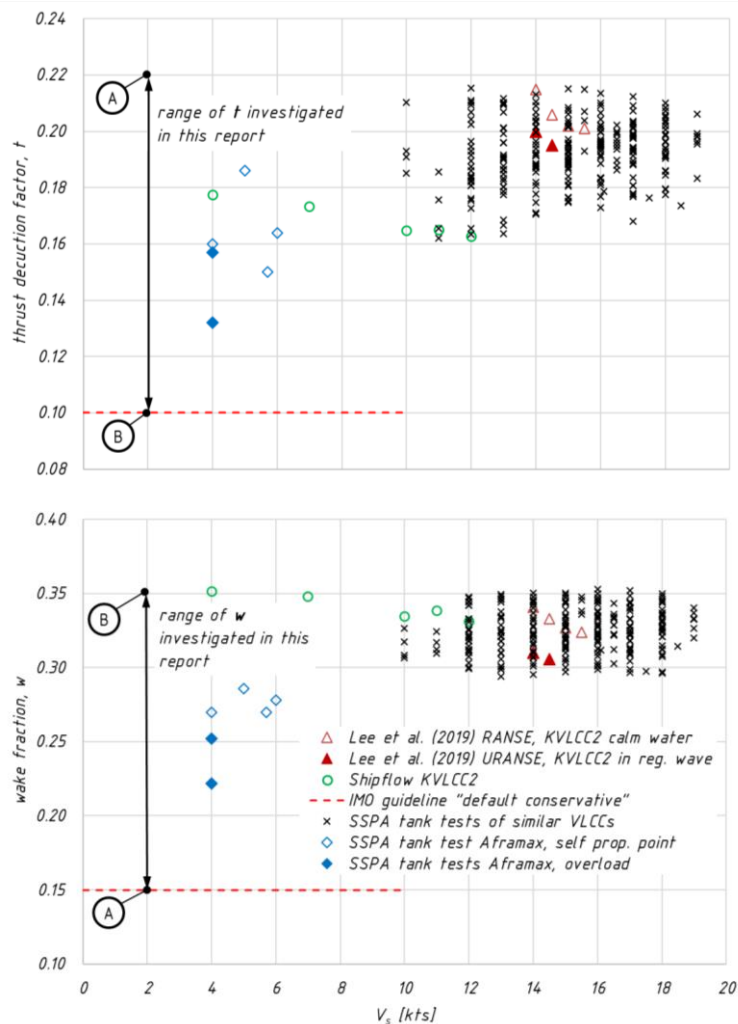 0.24
0.22
0.20
0.18
0.16
0.14
0.12
0.10
0.08
thrust decuction factor, t
A
range of t investigated
in this report
B
0.40
0.35
0.30
0.25
0.20
0.15
0.10
wake fraction, w
B
range of w
investigated in this
report
A
Lee et al. (2019) RANSE, KVLCC2 calm water
Lee et al. (2019) URANSE, KVLCC2 in reg. wave
Shipflow KVLCC2
IMO guideline "default conservative"
SSPA tank tests of similar VLCCs
SSPA tank test Aframax, self prop. point
SSPA tank tests Aframax, overload
0 2 4 6 8 10 12 14 16 18 20
Vs [kts]